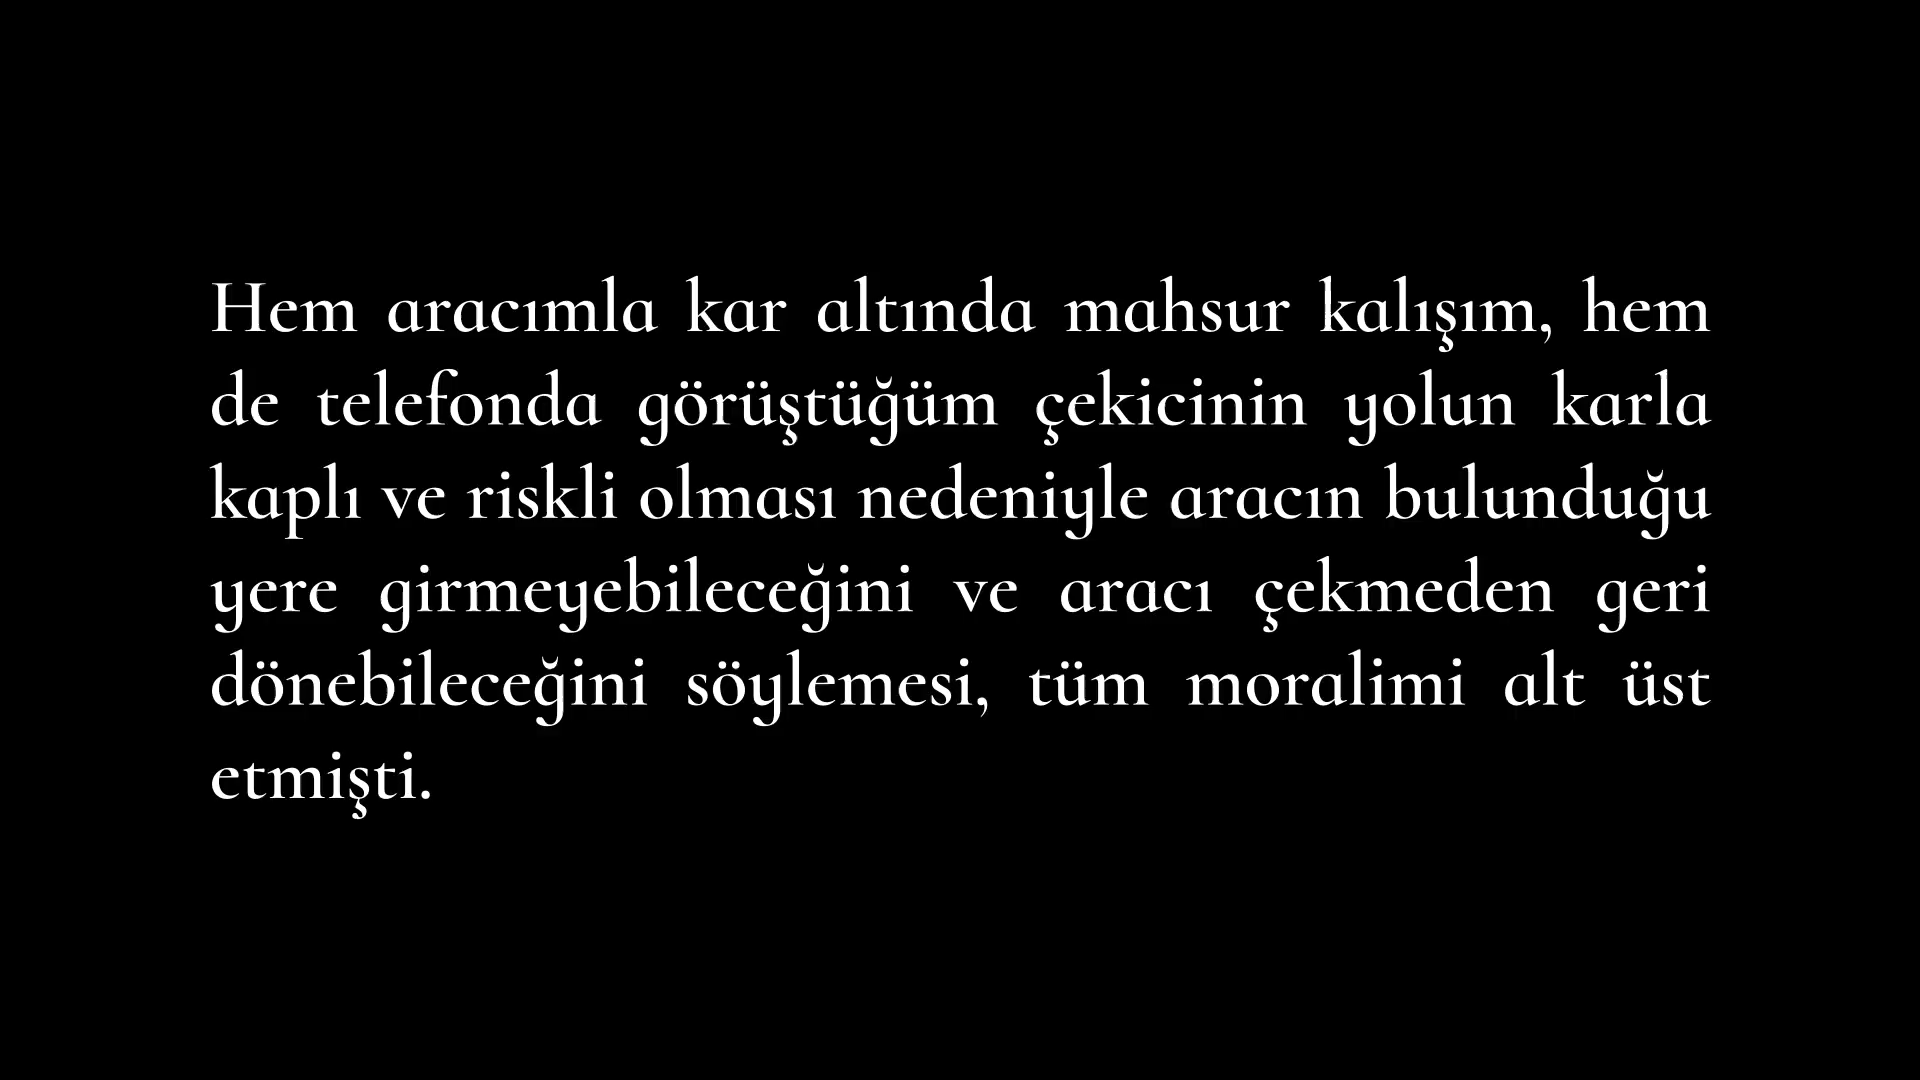 Hem aracımla kar altında mahsur kalışım, hem
de telefonda görüştüğüm çekicinin yolun karla
kaplı ve riskli olması nedeniyle aracın bulunduğu
yere girmeyebileceğini ve aracı çekmeden geri
dönebileceğini söylemesi, tüm moralimi alt üst
etmişti.